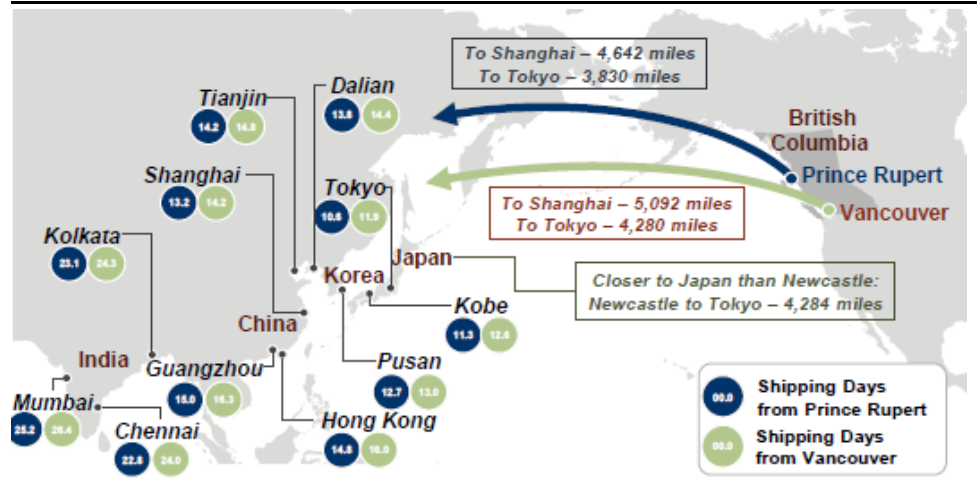 To Shanghai – 4,642 miles
To Tokyo – 3,830 miles
Dalian
13.8 14.4
Tianjin
14.2 14.8
British
Columbia
Prince Rupert
Shanghai
13.2 14.2
Tokyo
10.6 11.9
To Shanghai – 5,092 miles
To Tokyo – 4,280 miles
Vancouver
Kolkata
23.1 24.3
Japan
Korea
Closer to Japan than Newcastle:
Newcastle to Tokyo – 4,284 miles
Kobe
11.3 12.6
China
India
Guangzhou
15.0 16.3
Pusan
12.7 13.0
Mumbai
25.2 26.4
Chennai
22.8 24.0
Hong Kong
14.8 16.0
00.0 Shipping Days
from Prince Rupert
00.0 Shipping Days
from Vancouver